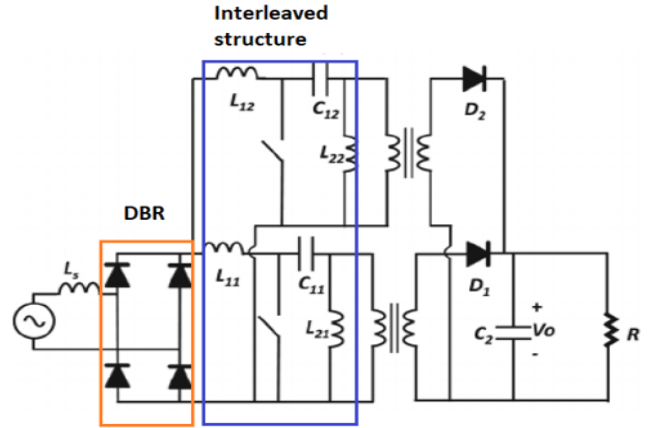 Interleaved
structure
L12
C12
D2
L22
DBR
Ls
L11
C11
D1
L21
+
C2
Vo
-
R